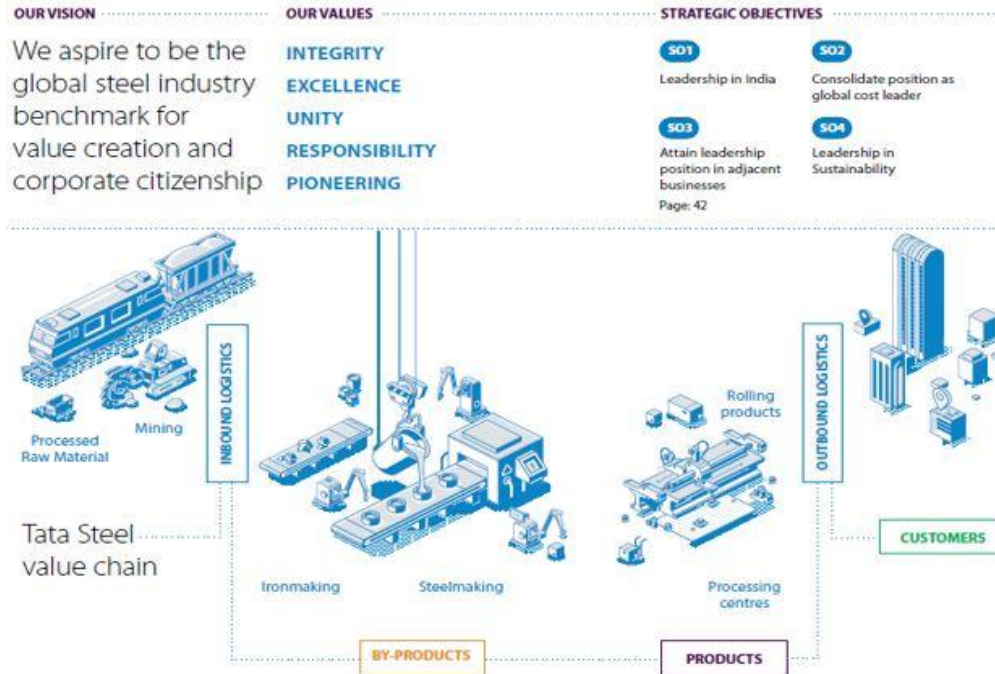 OUR VISION
We aspire to be the
global steel industry
benchmark for
value creation and
corporate citizenship
OUR VALUES
INTEGRITY
EXCELLENCE
UNITY
RESPONSIBILITY
PIONEERING
STRATEGIC OBJECTIVES
SO1
Leadership in India
SO2
Consolidate position as
global cost leader
SO3
Attain leadership
position in adjacent
businesses
Page: 42
SO4
Leadership in
Sustainability
Processed
Raw Material
Mining
INBOUND LOGISTICS
Tata Steel
value chain
Ironmaking
Steelmaking
Rolling
products
Processing
centres
OUTBOUND LOGISTICS
CUSTOMERS
BY-PRODUCTS
PRODUCTS